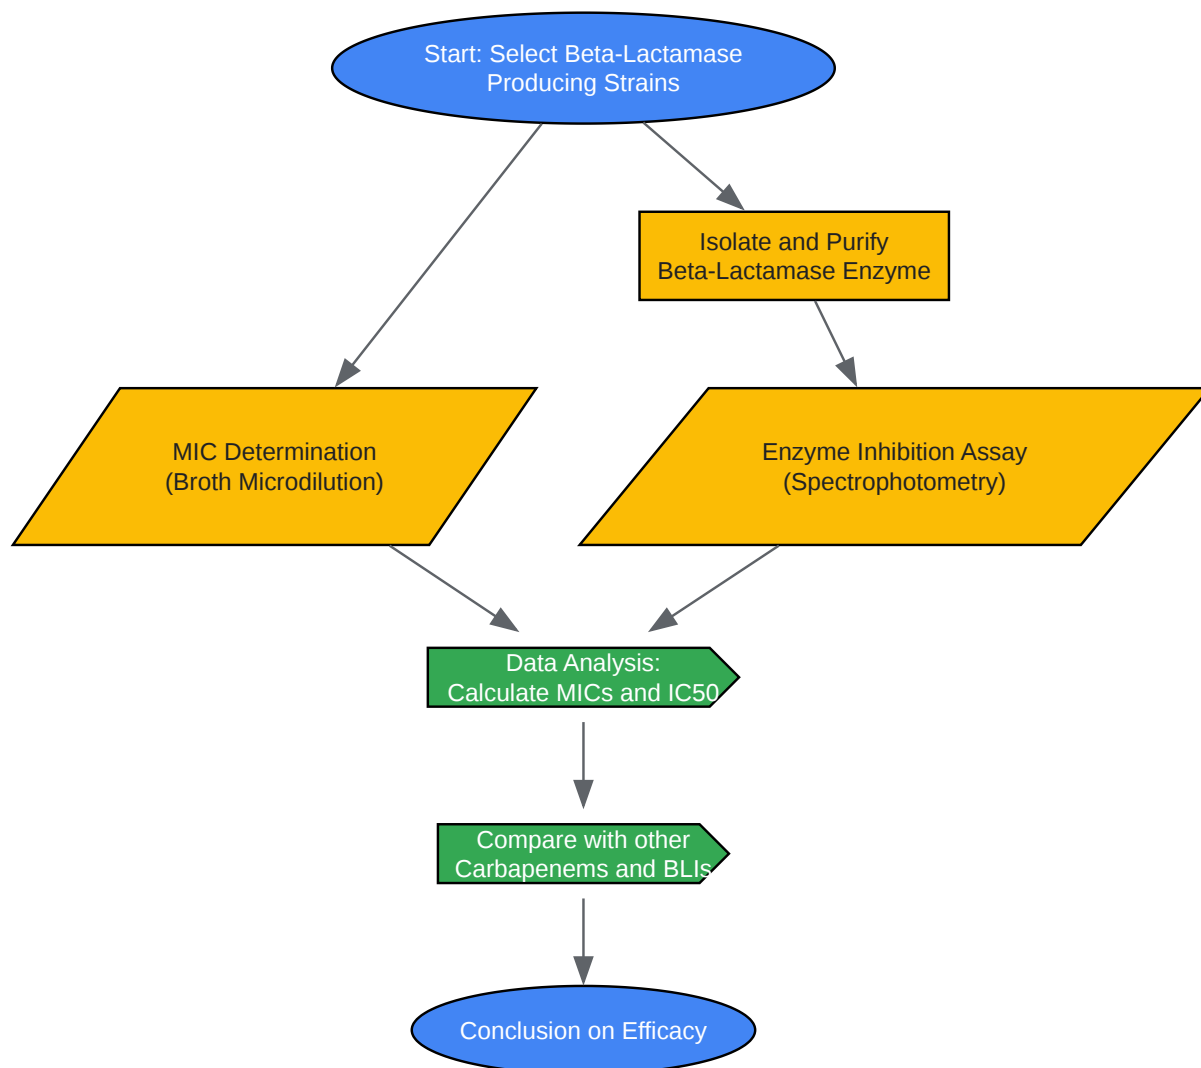 Start: Select Beta-Lactamase
Producing Strains
Isolate and Purify
Beta-Lactamase Enzyme
MIC Determination
(Broth Microdilution)
Enzyme Inhibition Assay
(Spectrophotometry)
Data Analysis:
Calculate MICs and IC50
Compare with other
Carbapenems and BLIs
Conclusion on Efficacy